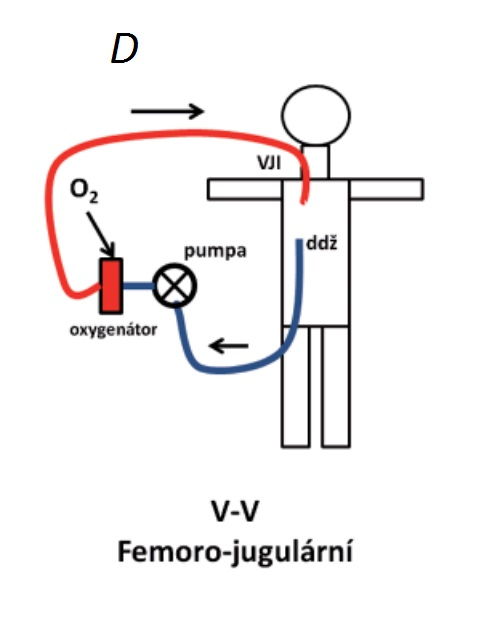 D
VJI
O₂
ddž
pumpa
oxygenátor
V-V
Femoro-jugulární